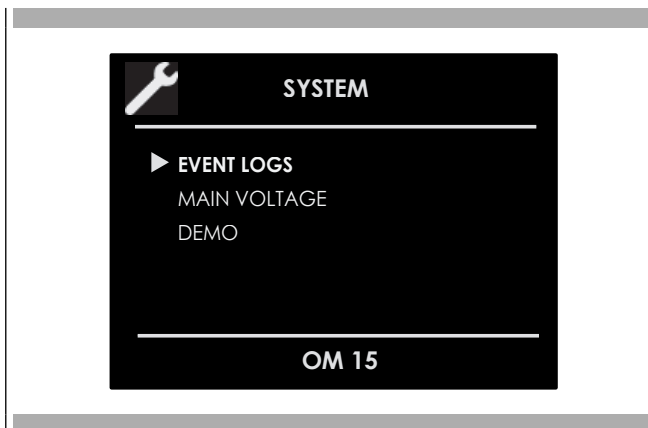 SYSTEM
EVENT LOGS
MAIN VOLTAGE
DEMO
OM 15